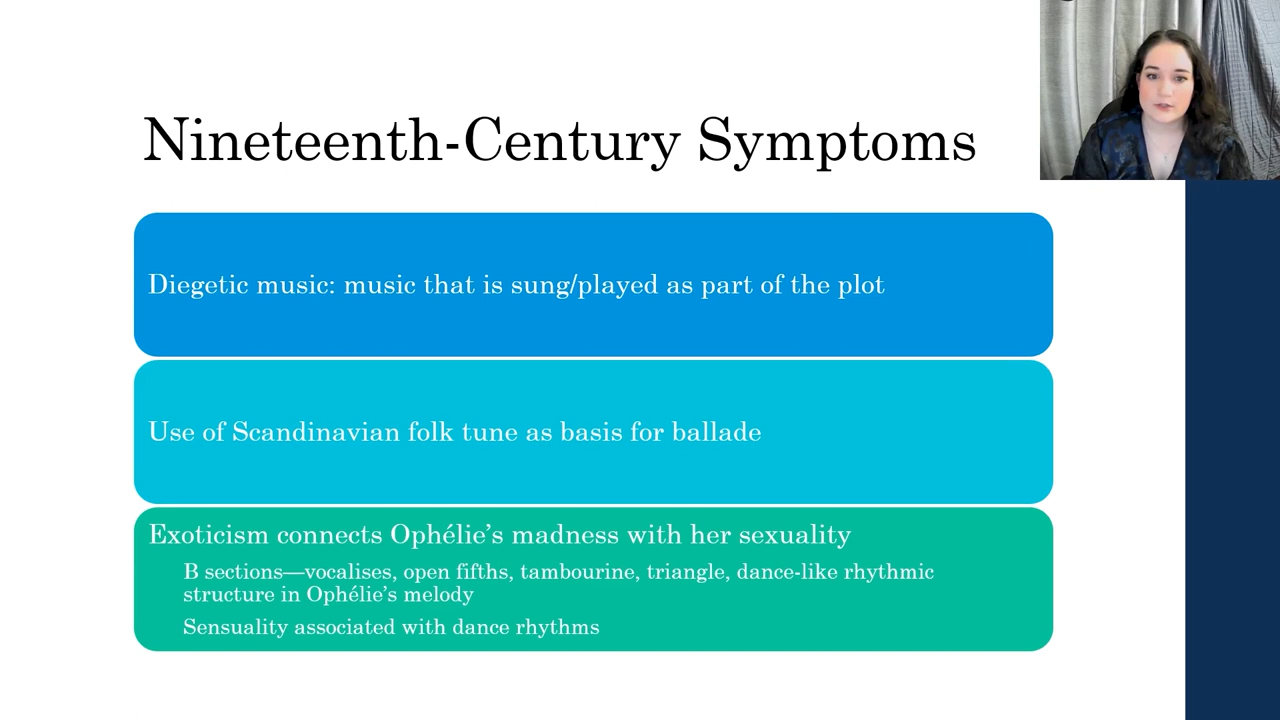 Nineteenth-Century Symptoms
Diegetic music: music that is sung/played as part of the plot
Use of Scandinavian folk tune as basis for ballade
Exoticism connects Ophélie’s madness with her sexuality
B sections—vocalises, open fifths, tambourine, triangle, dance-like rhythmic
structure in Ophélie’s melody
Sensuality associated with dance rhythms